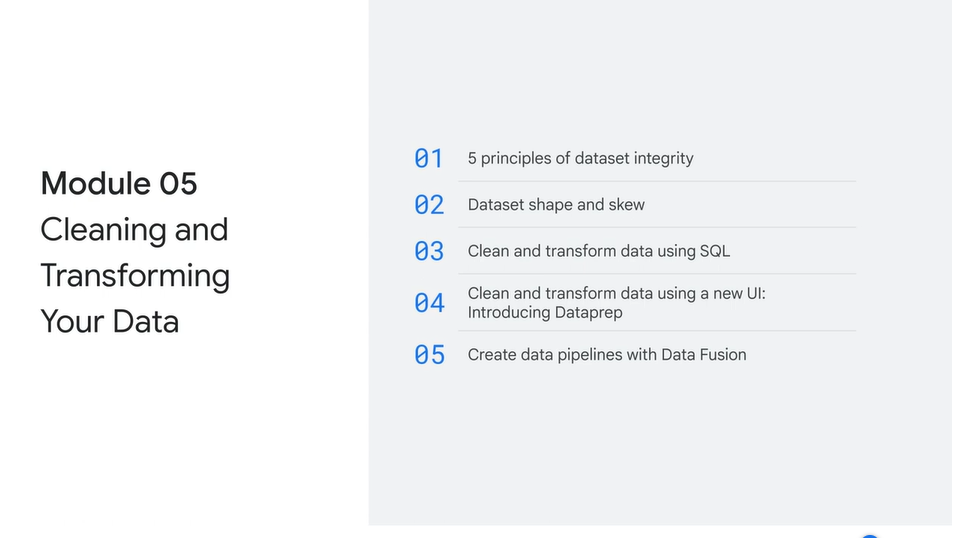 Module 05
Cleaning and
Transforming
Your Data
01 5 principles of dataset integrity
02 Dataset shape and skew
03 Clean and transform data using SQL
04 Clean and transform data using a new UI:
Introducing Dataprep
05 Create data pipelines with Data Fusion